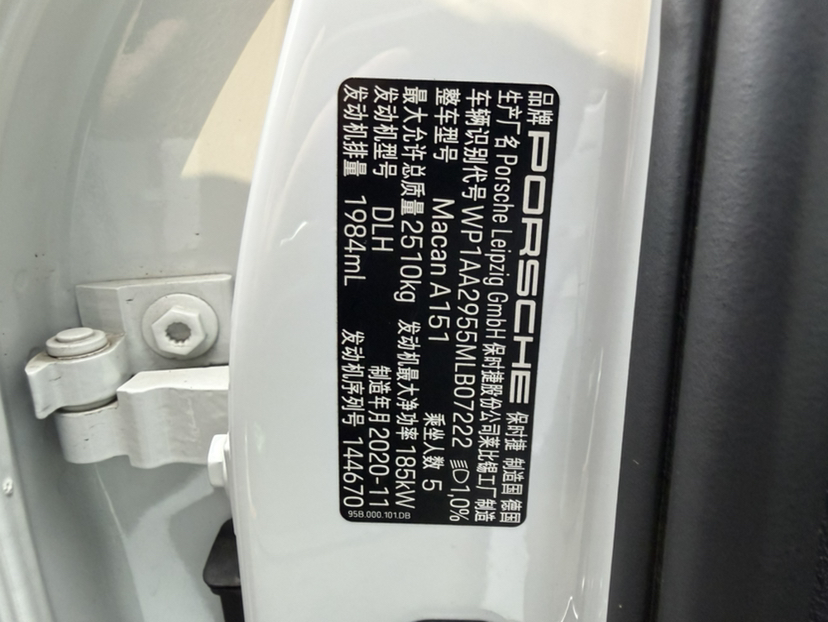 品牌 PORSCHE 保时捷 制造国 德国
生产厂名 Porsche Leipzig GmbH 保时捷股份公司莱比锡工厂制造
车辆识别代号 WP1AA2955MLB07222 1,0%
整车型号 Macan A151 乘坐人数 5
最大允许总质量 2510kg 发动机最大净功率 185kW
发动机型号 DLH 制造年月 2020-11
发动机排量 1984mL 发动机序列号 144670
95B.000.101.DB